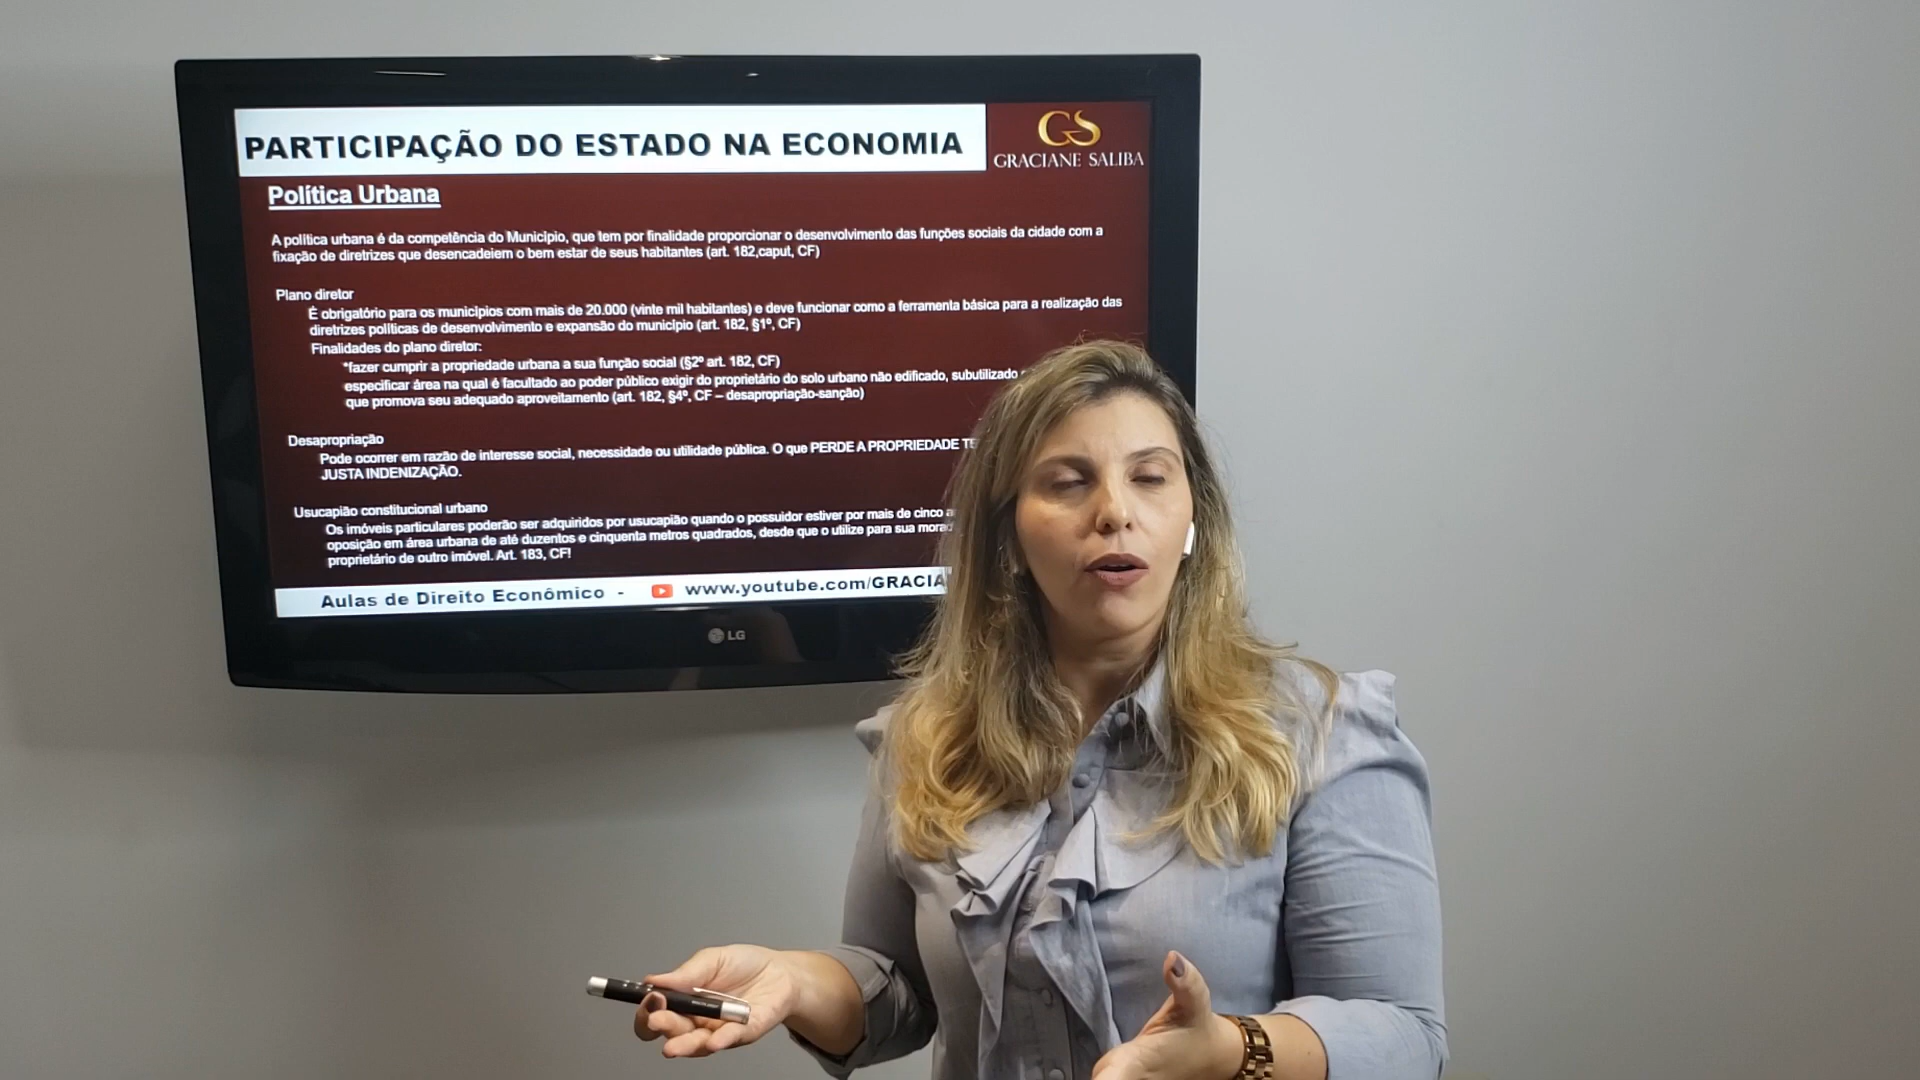 PARTICIPAÇÃO DO ESTADO NA ECONOMIA
GS
GRACIANE SALIBA
Política Urbana
A política urbana é da competência do Município, que tem por finalidade proporcionar o desenvolvimento das funções sociais da cidade com a
fixação de diretrizes que desencadeiem o bem estar de seus habitantes (art. 182,caput, CF)
Plano diretor
É obrigatório para os municípios com mais de 20.000 (vinte mil habitantes) e deve funcionar como a ferramenta básica para a realização das
diretrizes políticas de desenvolvimento e expansão do município (art. 182, §1º, CF)
Finalidades do plano diretor:
*fazer cumprir a propriedade urbana a sua função social (§2º art. 182, CF)
especificar área na qual é facultado ao poder público exigir do proprietário do solo urbano não edificado, subutilizado
que promova seu adequado aproveitamento (art. 182, §4º, CF – desapropriação-sanção)
Desapropriação
Pode ocorrer em razão de interesse social, necessidade ou utilidade pública. O que PERDE A PROPRIEDADE
JUSTA INDENIZAÇÃO.
Usucapião constitucional urbano
Os imóveis particulares poderão ser adquiridos por usucapião quando o possuidor estiver por mais de cinco
oposição em área urbana de até duzentos e cinquenta metros quadrados, desde que o utilize para sua
proprietário de outro imóvel. Art. 183, CF!
Aulas de Direito Econômico - www.youtube.com/GRACIA
LG